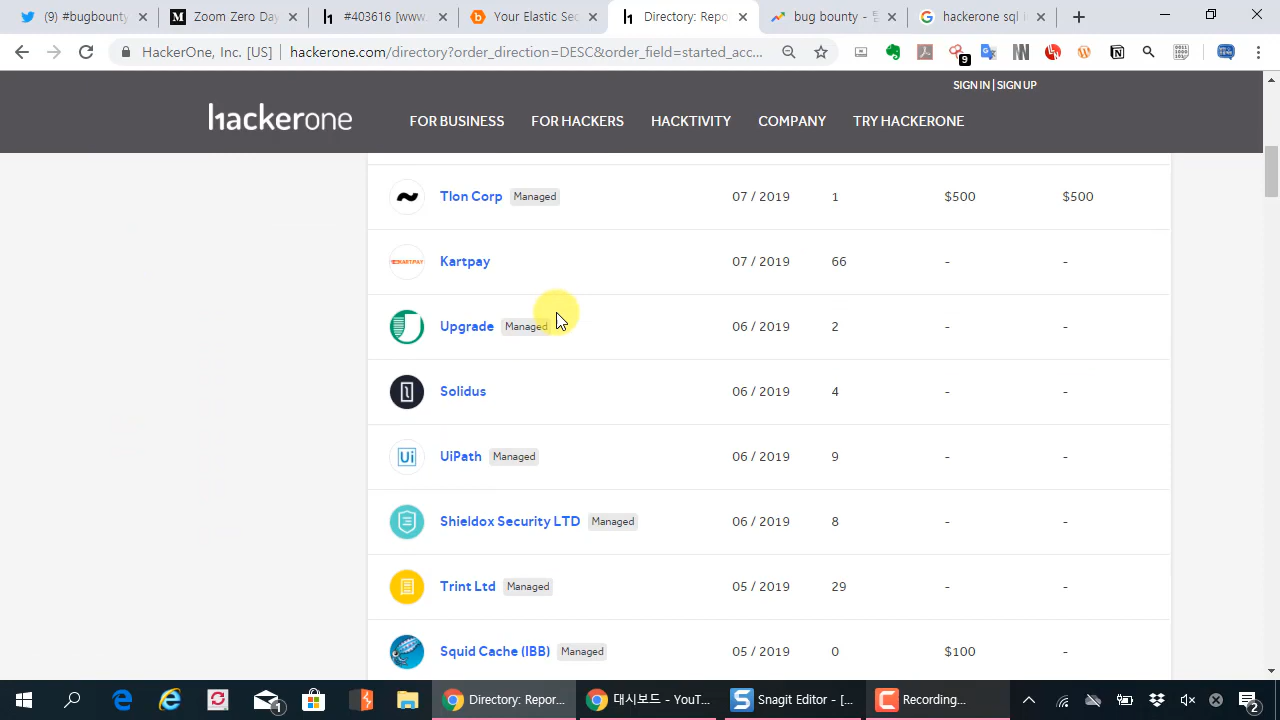 (9) #bugbounty
Zoom Zero Day
#403616 [www.
Your Elastic Sec
Directory: Repo
bug bounty -
hackerone sql
HackerOne, Inc. [US] | hackerone.com/directory?order_direction=DESC&order_field=started_acc...
9
SIGN IN | SIGN UP
hackerone
FOR BUSINESS FOR HACKERS HACKTIVITY COMPANY TRY HACKERONE
Tlon Corp Managed 07 / 2019 1 $500 $500
KARTPAY Kartpay 07 / 2019 66 - -
Upgrade Managed 06 / 2019 2 - -
Solidus 06 / 2019 4 - -
Ui UiPath Managed 06 / 2019 9 - -
Shieldox Security LTD Managed 06 / 2019 8 - -
Trint Ltd Managed 05 / 2019 29 - -
Squid Cache (IBB) Managed 05 / 2019 0 $100 -
1
Directory: Repor...
대시보드 - YouT...
Snagit Editor - [...
Recording...
2